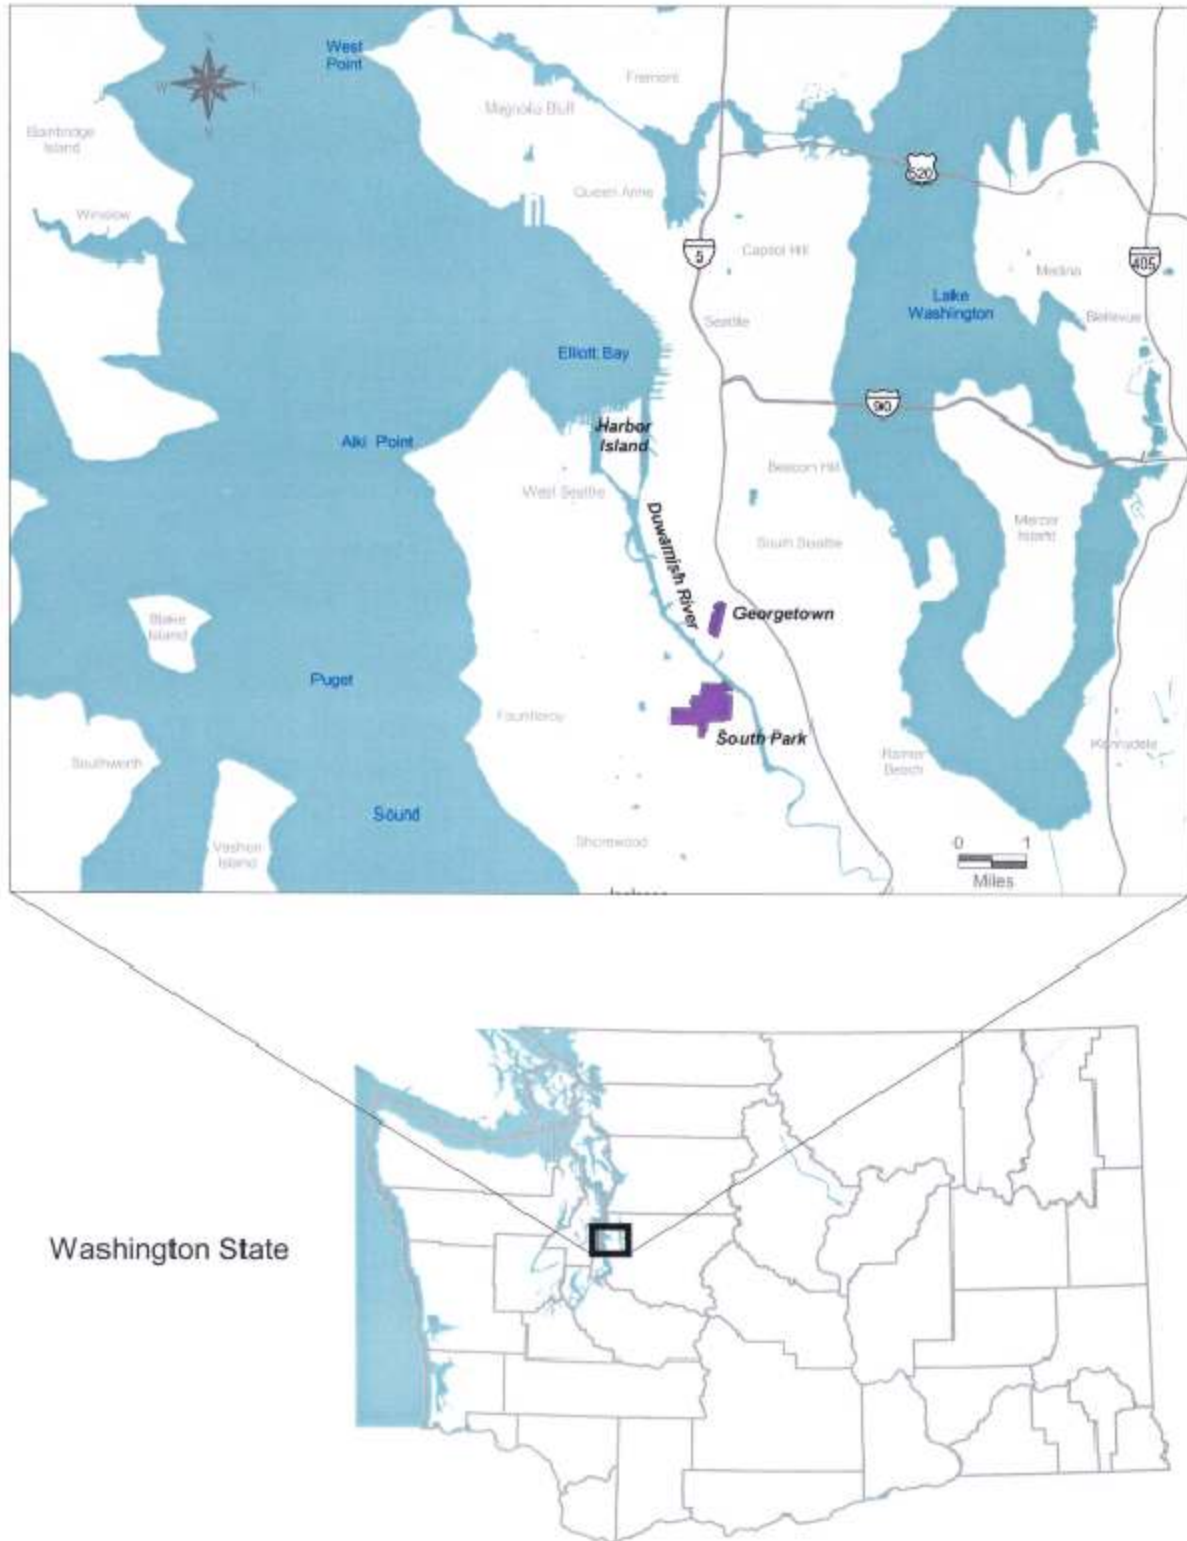 West
Point
N
W
E
Fremont
Magnolia Bluff
Bainbridge
Island
520
Queen Anne
Winslow
5
Capitol Hill
405
Medina
Lake
Washington
Bellevue
Seattle
Elliott Bay
90
Harbor
Island
Alki Point
Beacon Hill
West Seattle
Duwamish River
Mercer
Island
South Seattle
Georgetown
Blake
Island
Puget
Fauntleroy
South Park
Southworth
Rainier
Beach
Kennydale
Sound
Vashon
Island
Shorewood
0 1
Miles
Washington State